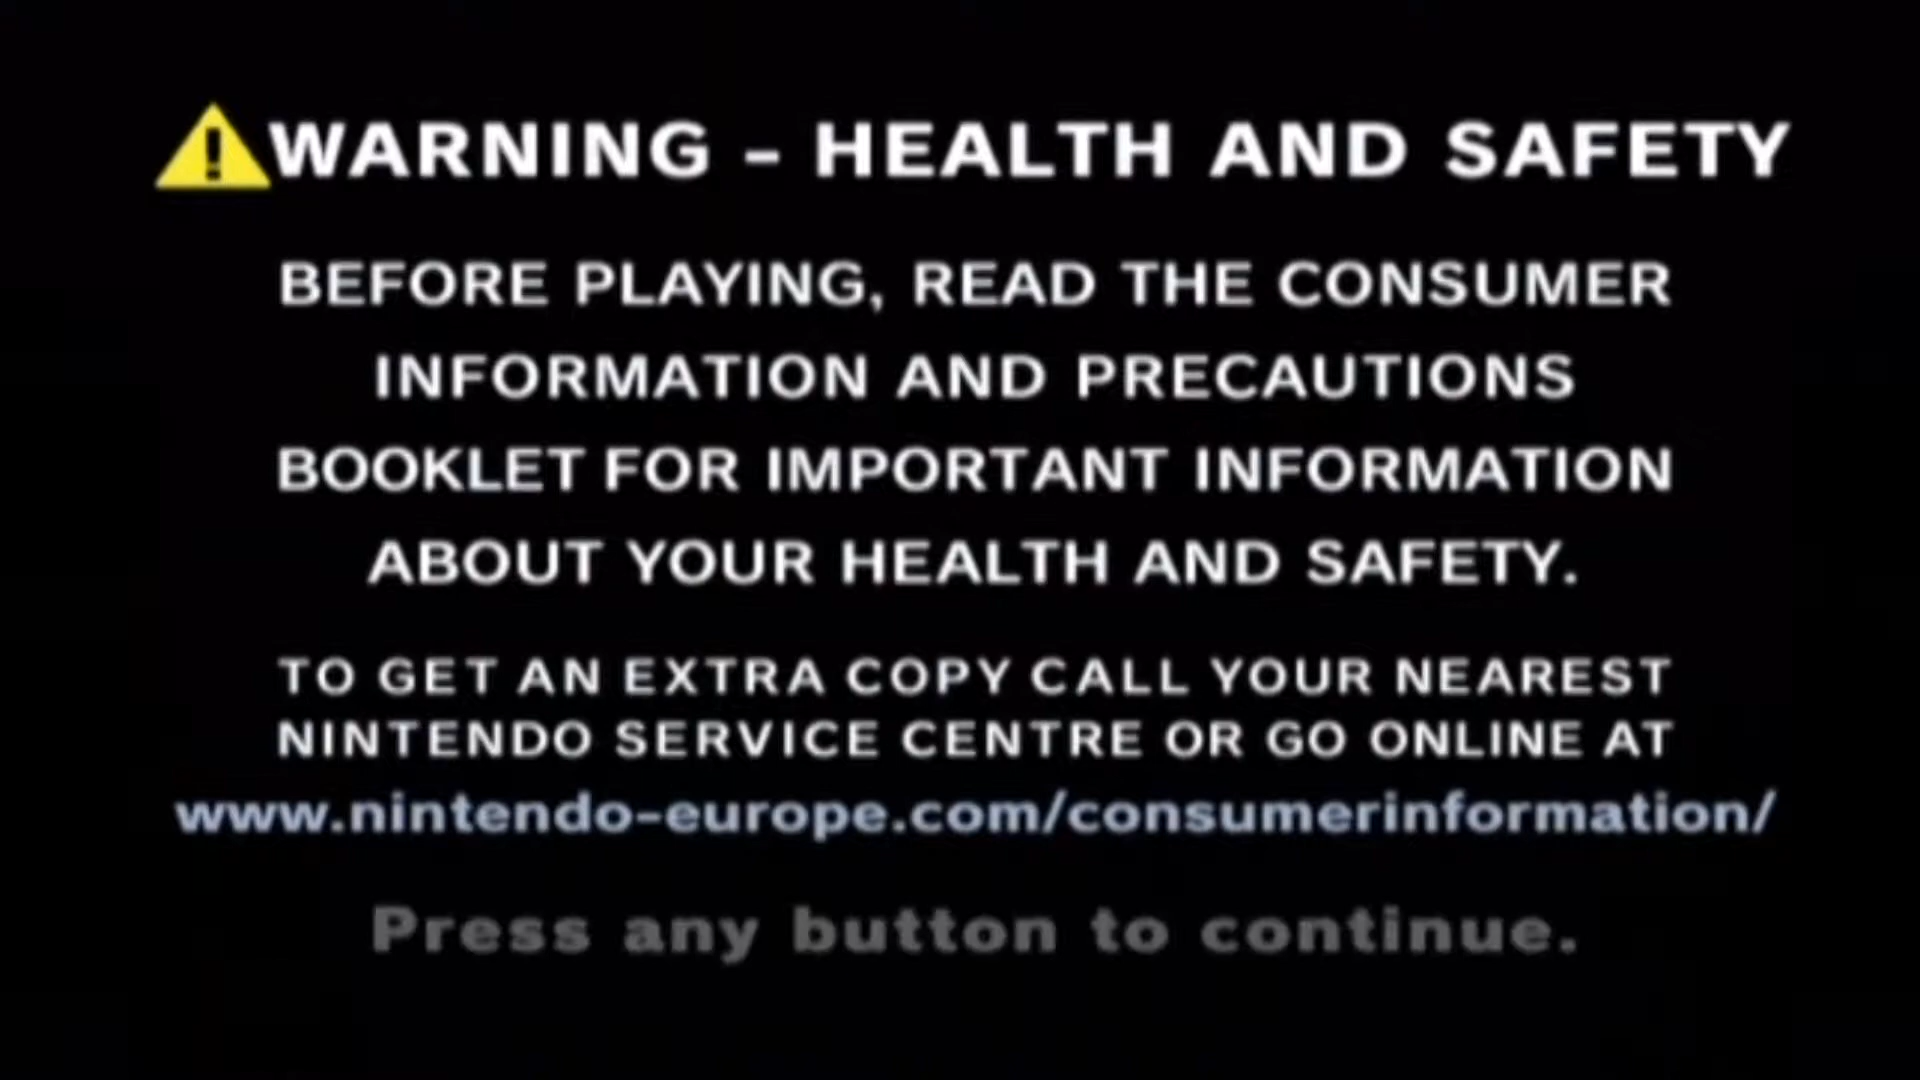 WARNING - HEALTH AND SAFETY
BEFORE PLAYING, READ THE CONSUMER
INFORMATION AND PRECAUTIONS
BOOKLET FOR IMPORTANT INFORMATION
ABOUT YOUR HEALTH AND SAFETY.
TO GET AN EXTRA COPY CALL YOUR NEAREST
NINTENDO SERVICE CENTRE OR GO ONLINE AT
www.nintendo-europe.com/consumerinformation/
Press any button to continue.